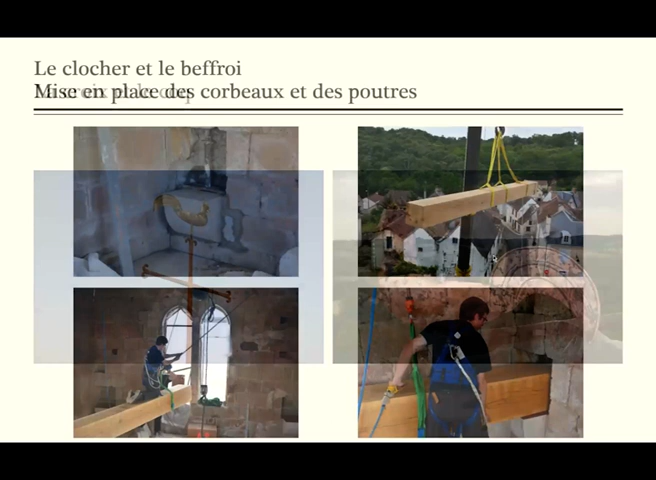 Le clocher et le beffroi
Mise en place des corbeaux et des poutres